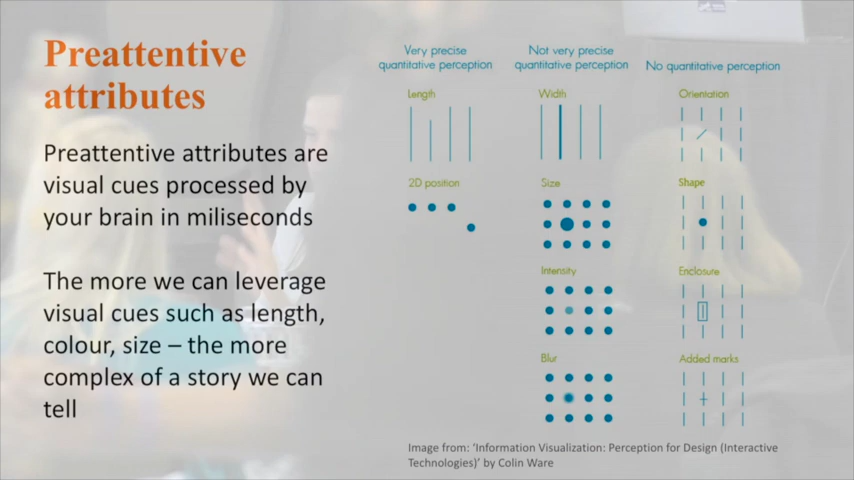 Preattentive
attributes
Preattentive attributes are
visual cues processed by
your brain in miliseconds
The more we can leverage
visual cues such as length,
colour, size – the more
complex of a story we can
tell
Very precise
quantitative perception
Length
2D position
Not very precise
quantitative perception
Width
Size
Intensity
Blur
No quantitative perception
Orientation
Shape
Enclosure
Added marks
Image from: ‘Information Visualization: Perception for Design (Interactive
Technologies)’ by Colin Ware